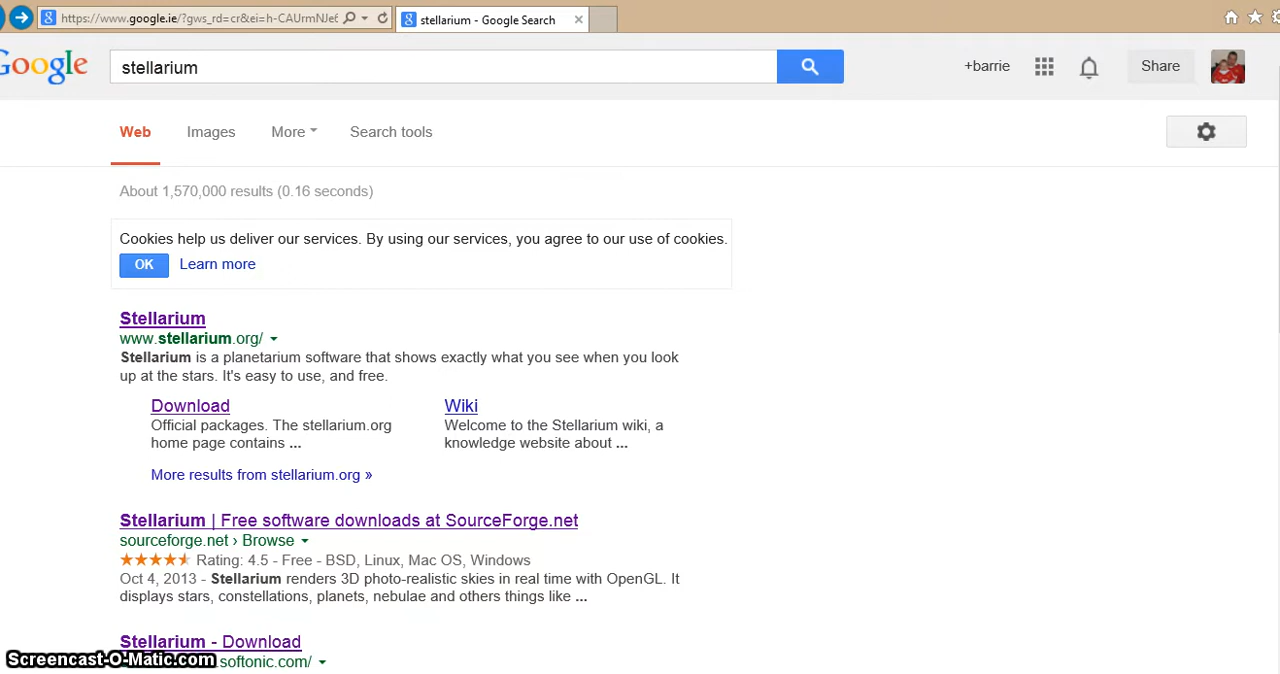 https://www.google.ie/?gws_rd=cr&ei=h-CAUrmNJe
stellarium - Google Search
Google
stellarium
+barrie
Share
Web
Images
More
Search tools
About 1,570,000 results (0.16 seconds)
Cookies help us deliver our services. By using our services, you agree to our use of cookies.
OK
Learn more
Stellarium
www.stellarium.org/
Stellarium is a planetarium software that shows exactly what you see when you look
up at the stars. It's easy to use, and free.
Download
Official packages. The stellarium.org
home page contains ...
Wiki
Welcome to the Stellarium wiki, a
knowledge website about ...
More results from stellarium.org »
Stellarium | Free software downloads at SourceForge.net
sourceforge.net › Browse
Rating: 4.5 - Free - BSD, Linux, Mac OS, Windows
Oct 4, 2013 - Stellarium renders 3D photo-realistic skies in real time with OpenGL. It
displays stars, constellations, planets, nebulae and others things like ...
Stellarium - Download
.softonic.com/
Screencast-O-Matic.com